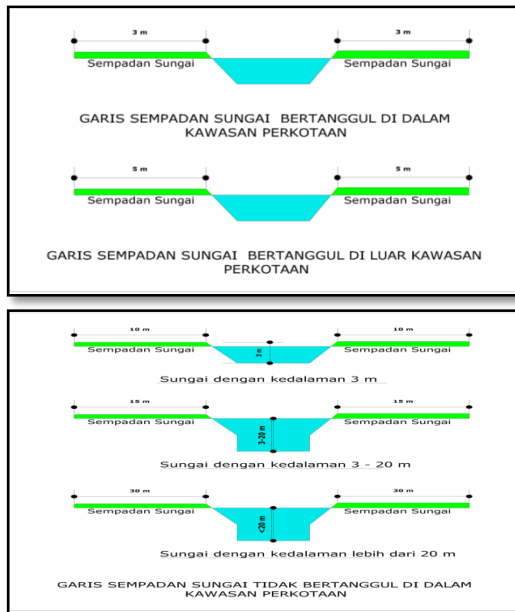 3 m 3 m
Sempadan Sungai Sempadan Sungai
GARIS SEMPADAN SUNGAI BERTANGGUL DI DALAM
KAWASAN PERKOTAAN
5 m 5 m
Sempadan Sungai Sempadan Sungai
GARIS SEMPADAN SUNGAI BERTANGGUL DI LUAR KAWASAN
PERKOTAAN
10 m 10 m
Sempadan Sungai 3 m Sempadan Sungai
Sungai dengan kedalaman 3 m
15 m 15 m
Sempadan Sungai 3-20 m Sempadan Sungai
Sungai dengan kedalaman 3 - 20 m
30 m 30 m
Sempadan Sungai <20 m Sempadan Sungai
Sungai dengan kedalaman lebih dari 20 m
GARIS SEMPADAN SUNGAI TIDAK BERTANGGUL DI DALAM
KAWASAN PERKOTAAN